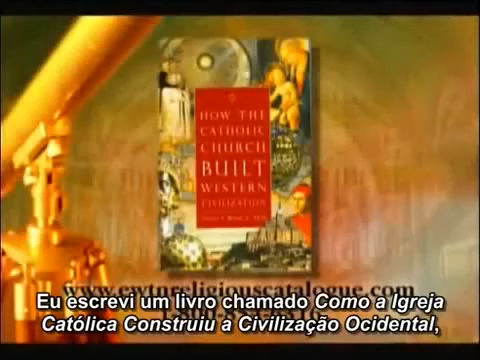 HOW THE
CATHOLIC
CHURCH
BUILT
WESTERN
CIVILIZATION
www.ewtnreligiouscatalogue.com
Eu escrevi um livro chamado Como a Igreja
Católica Construiu a Civilização Ocidental,